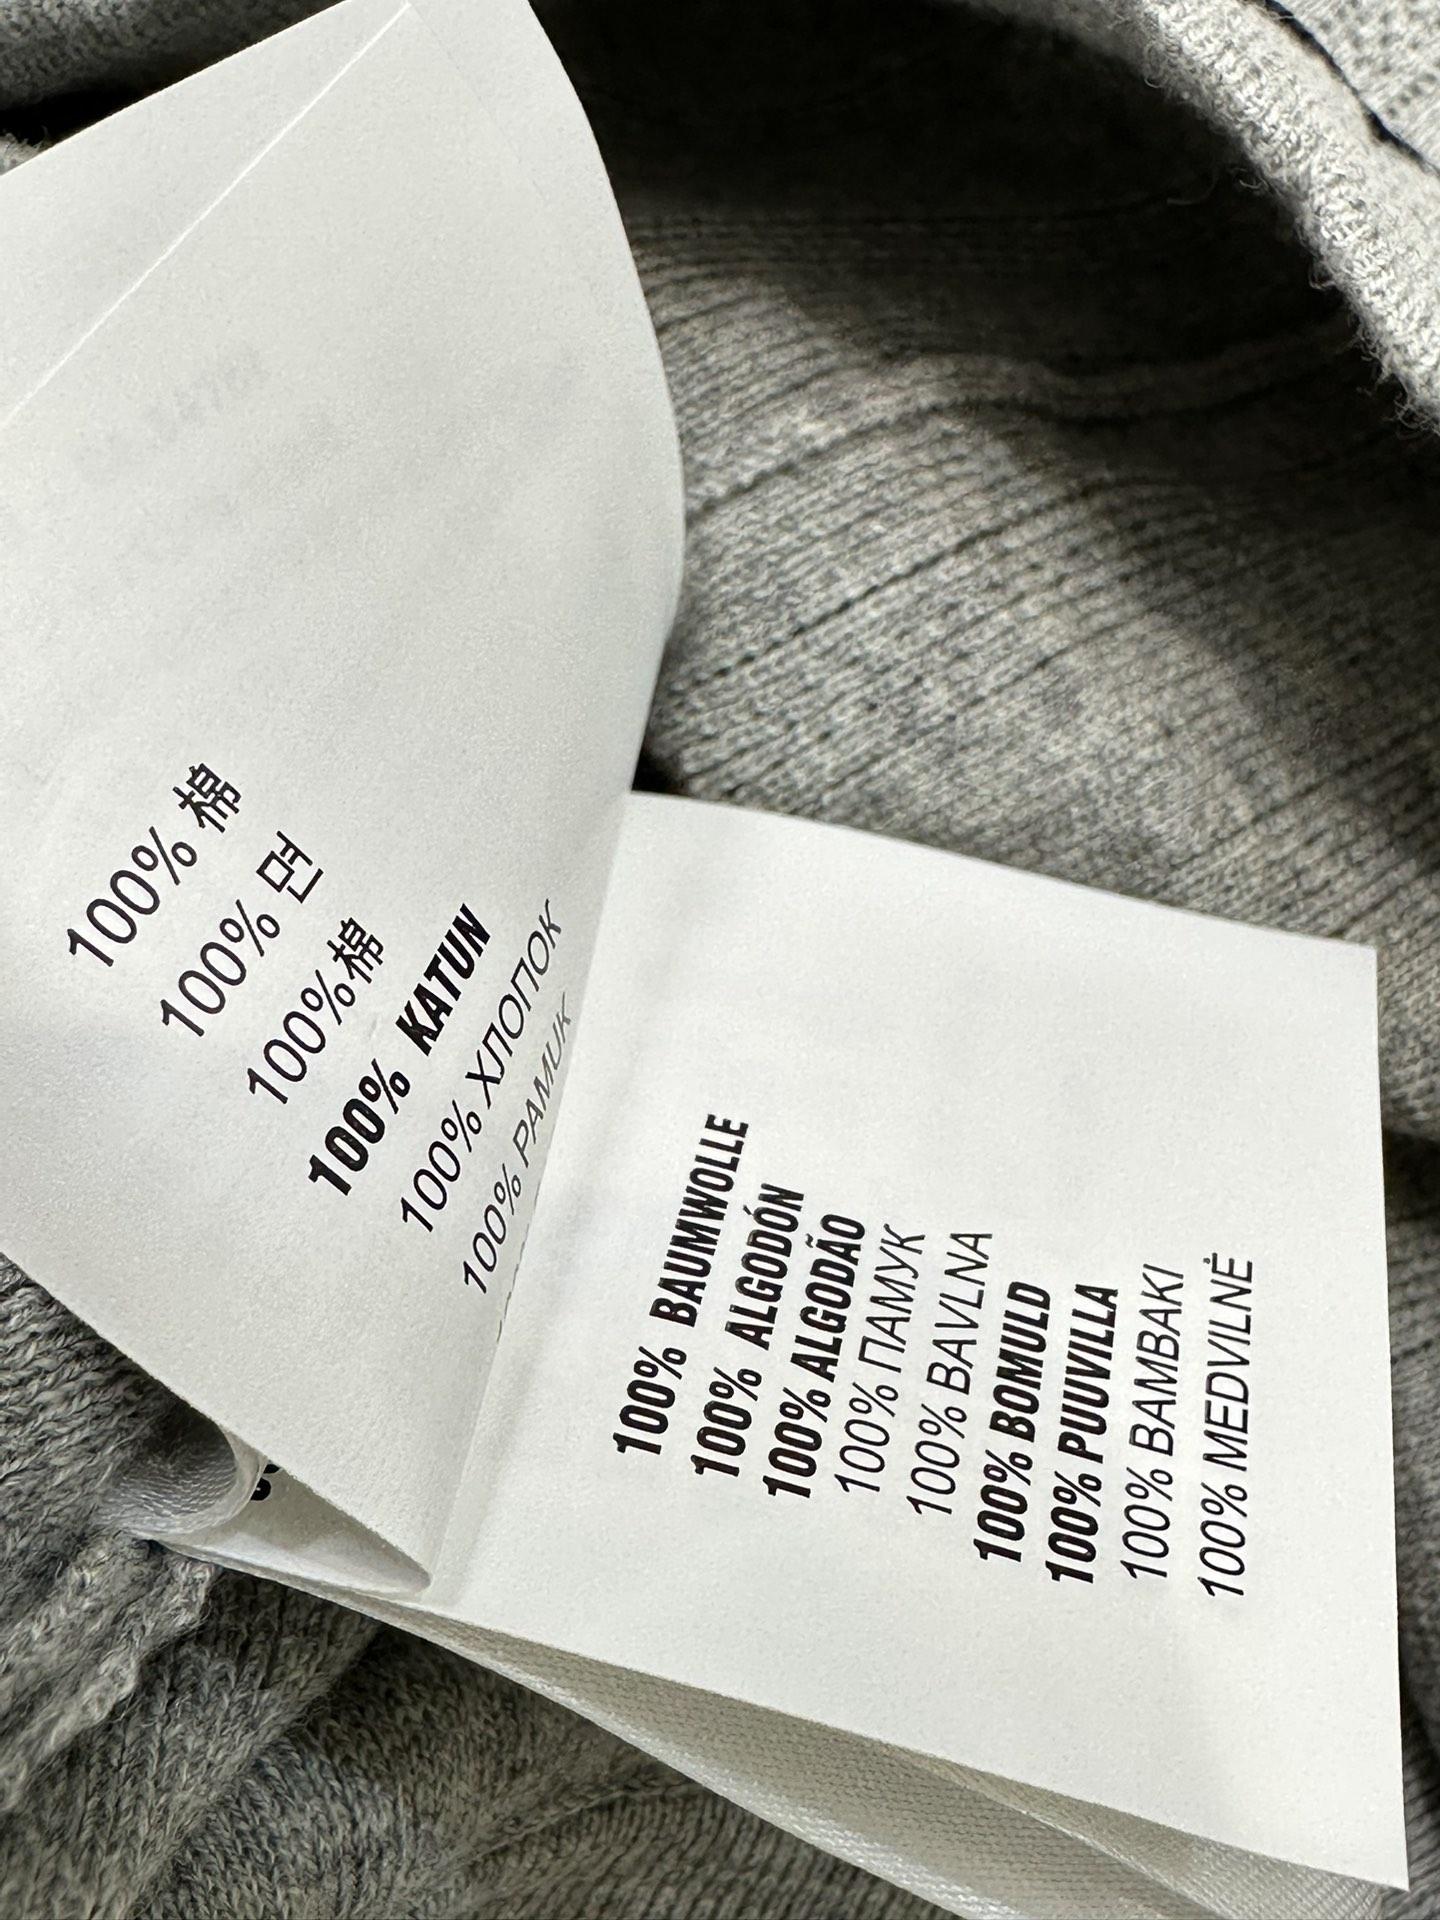 100% 棉
100% 면
100%棉
100% KATUN
100% ХЛОПОК
100% PAMUK
100% BAUMWOLLE
100% ALGODÓN
100% ALGODÃO
100% ПАМУК
100% BAVLNA
100% BOMULD
100% PUUVILLA
100% BAMBAKI
100% MEDVILNĖ